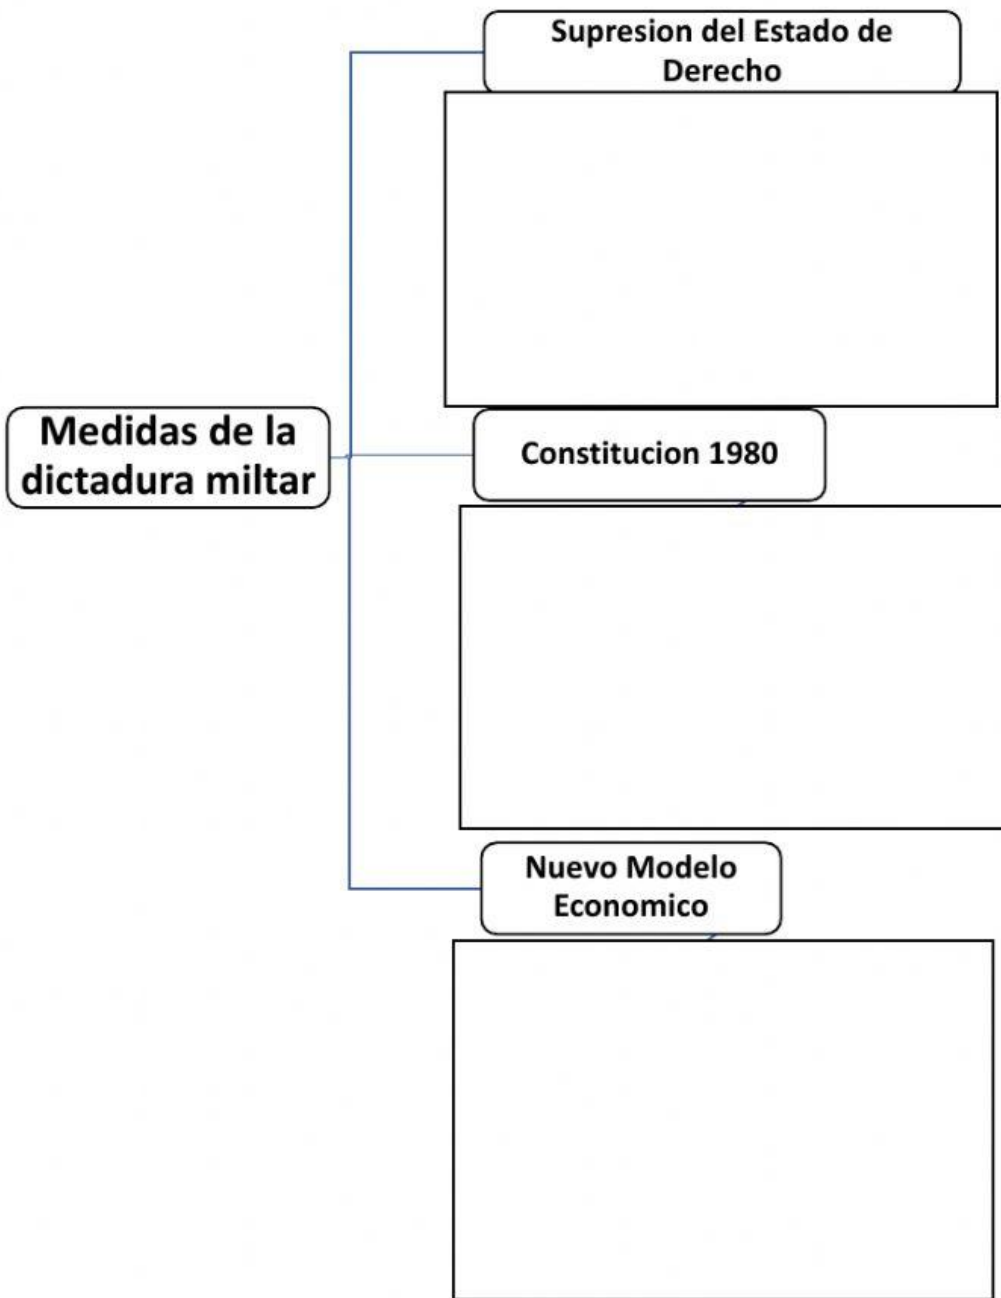 Supresion del Estado de
Derecho
Medidas de la
dictadura miltar
Constitucion 1980
Nuevo Modelo
Economico